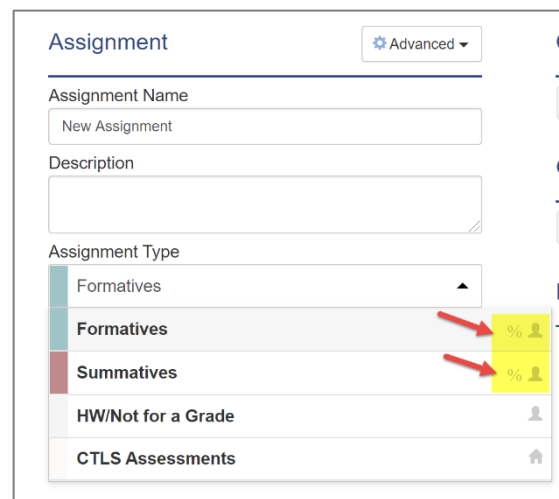 Assignment
Advanced
Assignment Name
New Assignment
Description
Assignment Type
Formatives
Formatives
%
Summatives
%
HW/Not for a Grade
CTLS Assessments